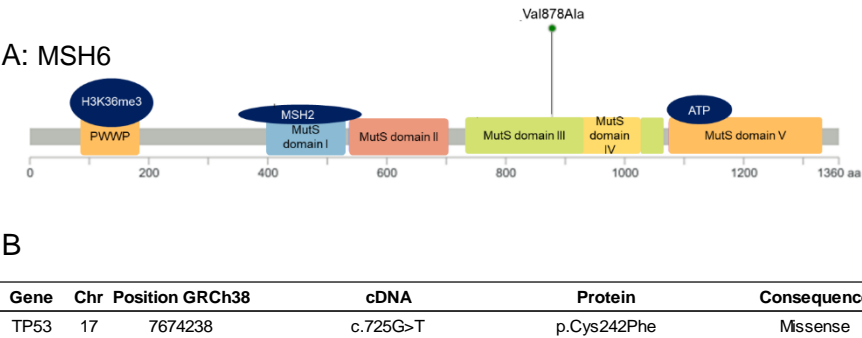 Val878Ala
A: MSH6
H3K36me3
MSH2
ATP
PWWP
MutS domain I
MutS domain II
MutS domain III
MutS domain IV
MutS domain V
0 200 400 600 800 1000 1200 1360 aa
B
Gene Chr Position GRCh38 cDNA Protein Consequence
TP53 17 7674238 c.725G>T p.Cys242Phe Missense